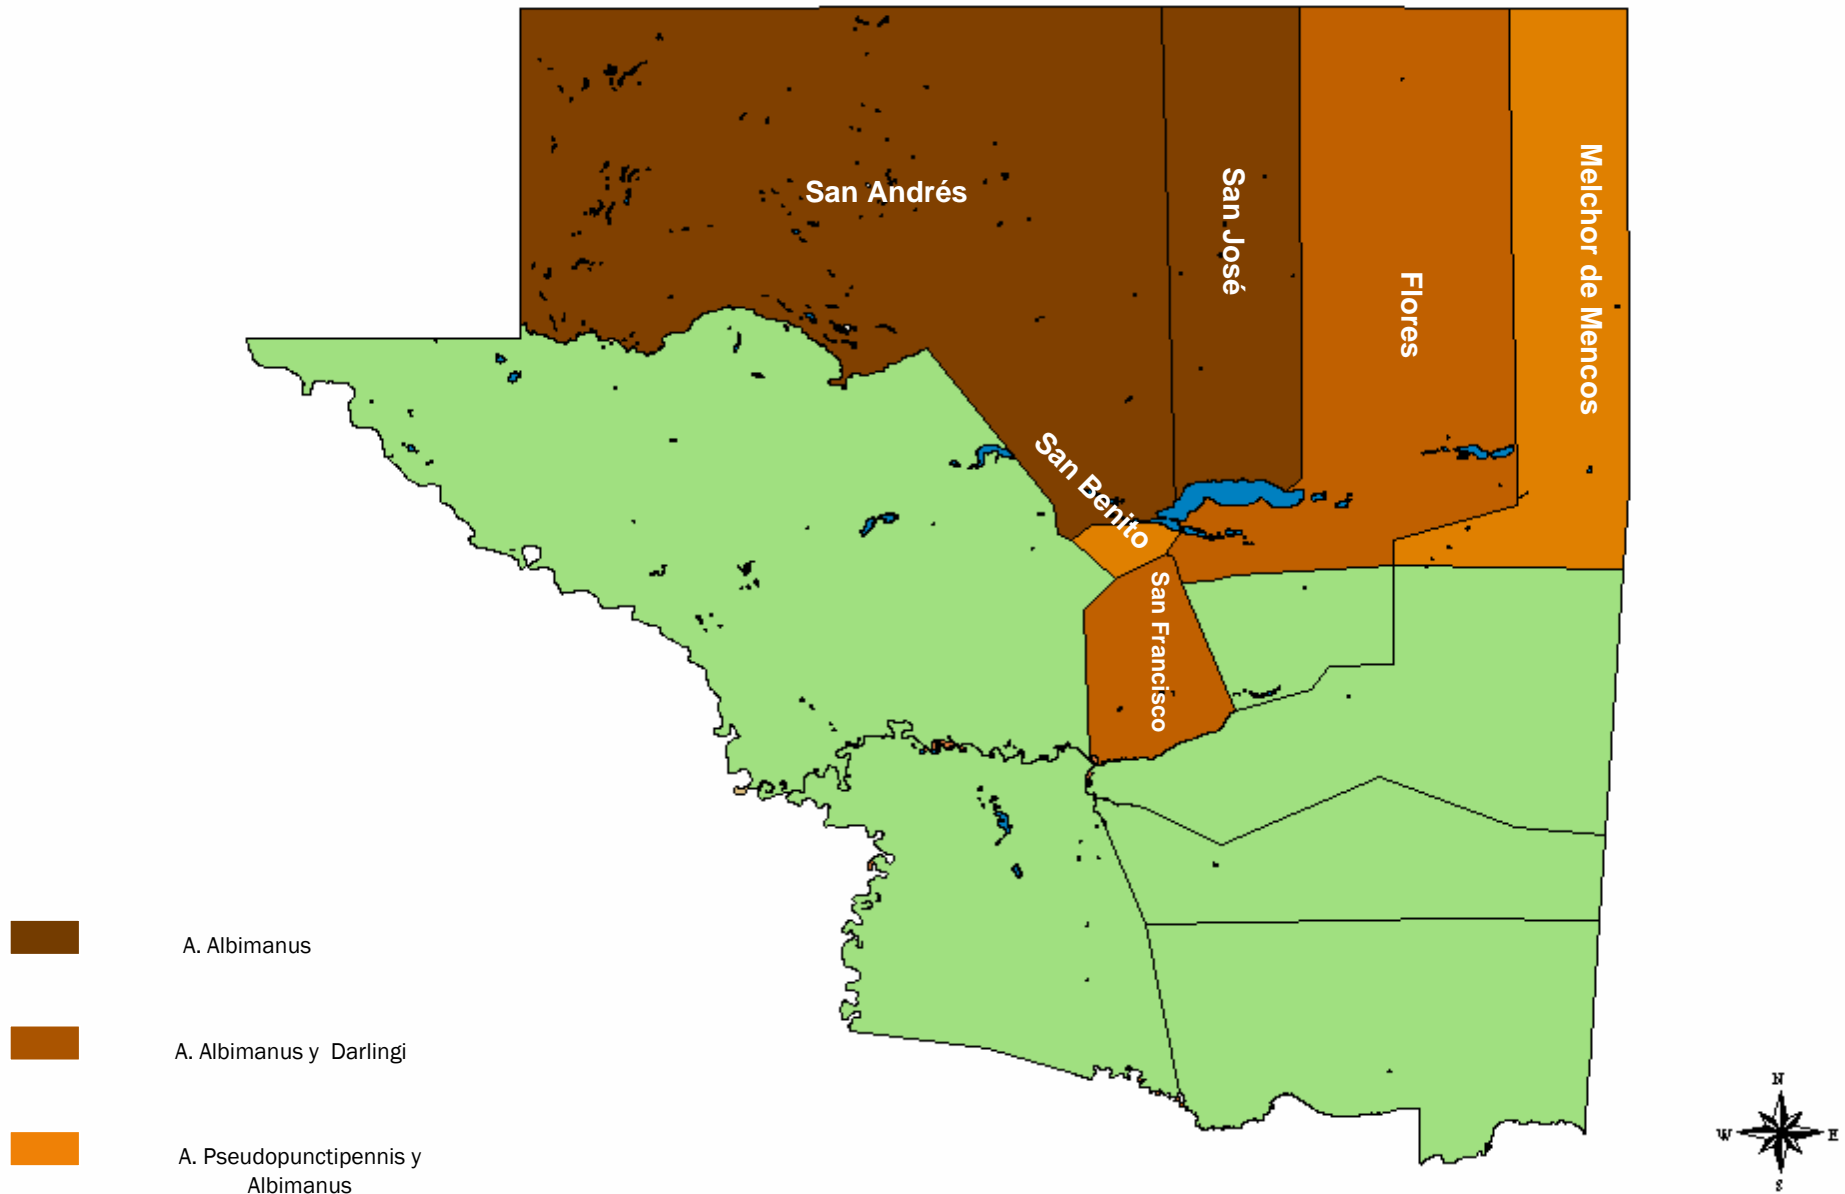 San Andrés
San José
Flores
Melchor de Mencos
San Benito
San Francisco
A. Albimanus
A. Albimanus y Darlingi
A. Pseudopunctipennis y
Albimanus
N
W E
S